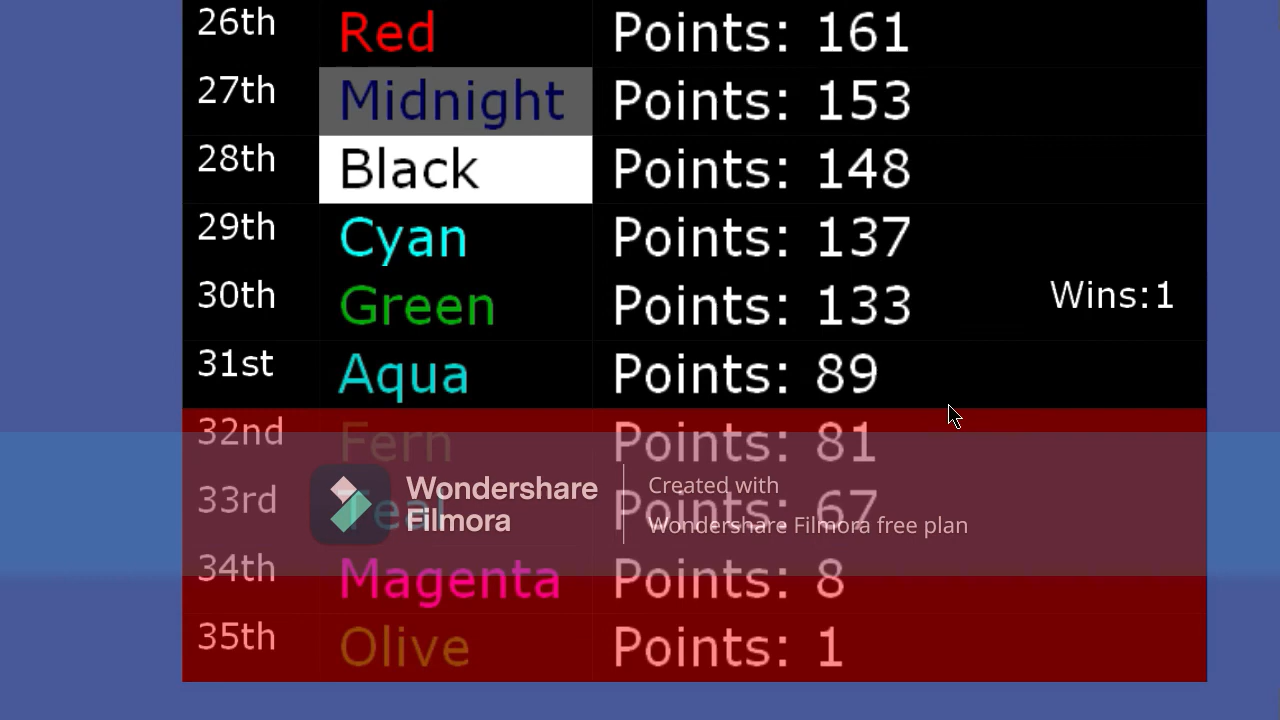 26th Red Points: 161
27th Midnight Points: 153
28th Black Points: 148
29th Cyan Points: 137
30th Green Points: 133 Wins:1
31st Aqua Points: 89
32nd Fern Points: 81
33rd Teal Points: 67
Wondershare
Filmora
Created with
Wondershare Filmora free plan
34th Magenta Points: 8
35th Olive Points: 1